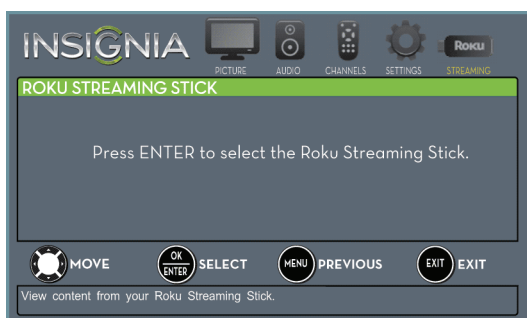 INSIGNIA
PICTURE AUDIO CHANNELS SETTINGS Roku STREAMING
ROKU STREAMING STICK
Press ENTER to select the Roku Streaming Stick.
MOVE OK ENTER SELECT MENU PREVIOUS EXIT EXIT
View content from your Roku Streaming Stick.